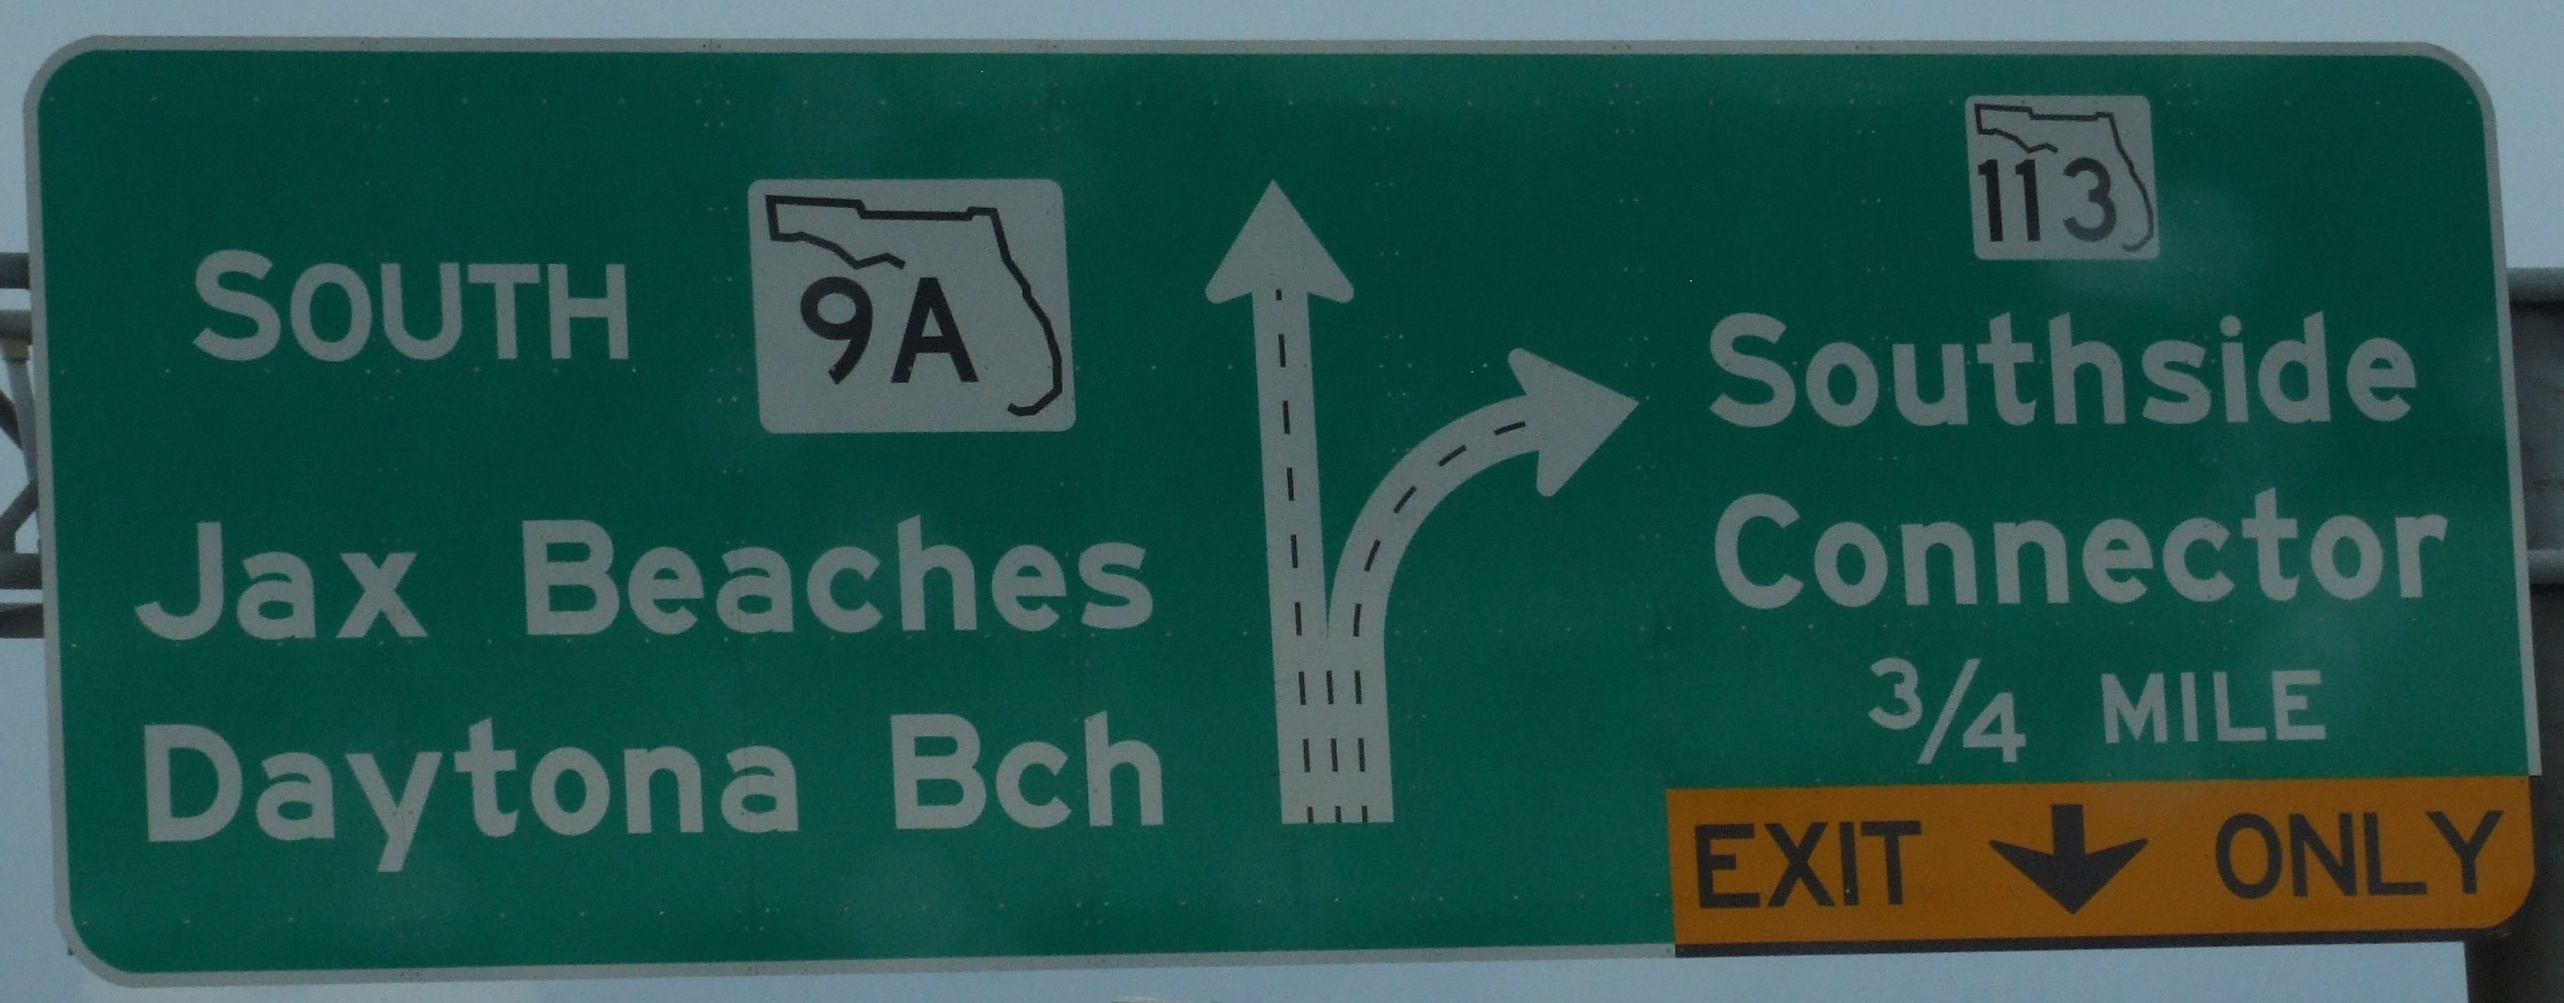 SOUTH 9A
Jax Beaches
Daytona Bch
113
Southside
Connector
3/4 MILE
EXIT ONLY